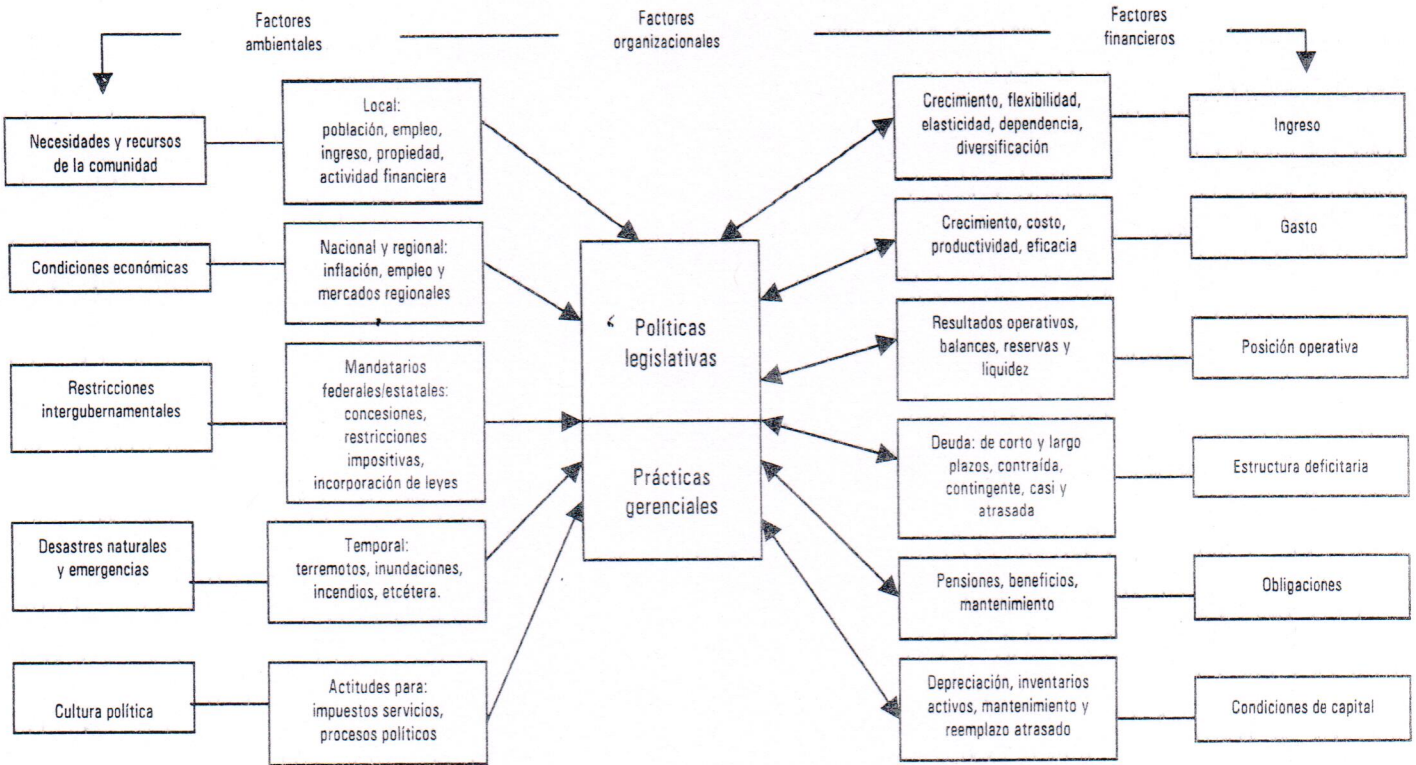 Factores
ambientales
Factores
organizacionales
Factores
financieros
Necesidades y recursos
de la comunidad
Local:
población, empleo,
ingreso, propiedad,
actividad financiera
Crecimiento, flexibilidad,
elasticidad, dependencia,
diversificación
Ingreso
Condiciones económicas
Nacional y regional:
inflación, empleo y
mercados regionales
Crecimiento, costo,
productividad, eficacia
Gasto
Políticas
legislativas
Resultados operativos,
balances, reservas y
liquidez
Posición operativa
Restricciones
intergubernamentales
Mandatarios
federales/estatales:
concesiones,
restricciones
impositivas,
incorporación de leyes
Prácticas
gerenciales
Deuda: de corto y largo
plazos, contraída,
contingente, casi y
atrasada
Estructura deficitaria
Desastres naturales
y emergencias
Temporal:
terremotos, inundaciones,
incendios, etcétera.
Pensiones, beneficios,
mantenimiento
Obligaciones
Cultura política
Actitudes para:
impuestos servicios,
procesos políticos
Depreciación, inventarios
activos, mantenimiento y
reemplazo atrasado
Condiciones de capital